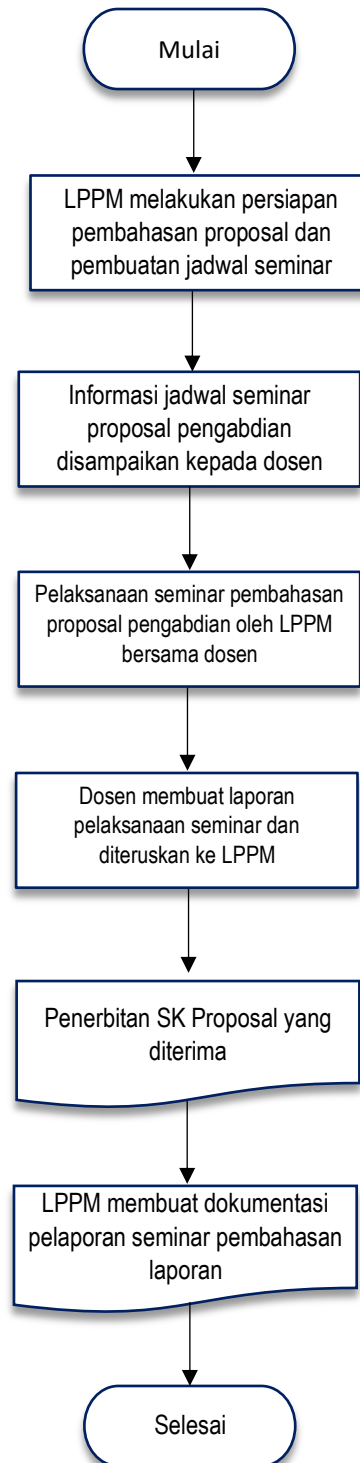 Mulai
LPPM melakukan persiapan
pembahasan proposal dan
pembuatan jadwal seminar
Informasi jadwal seminar
proposal pengabdian
disampaikan kepada dosen
Pelaksanaan seminar pembahasan
proposal pengabdian oleh LPPM
bersama dosen
Dosen membuat laporan
pelaksanaan seminar dan
diteruskan ke LPPM
Penerbitan SK Proposal yang
diterima
LPPM membuat dokumentasi
pelaporan seminar pembahasan
laporan
Selesai